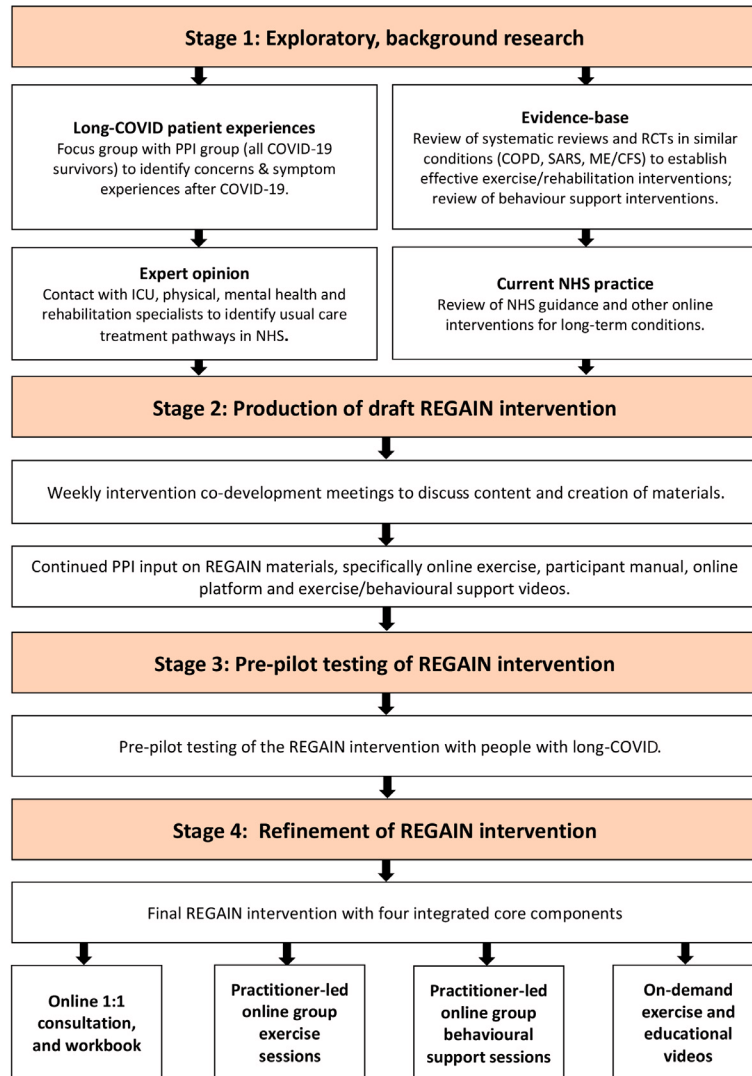 Stage 1: Exploratory, background research
Long-COVID patient experiences
Focus group with PPI group (all COVID-19
survivors) to identify concerns & symptom
experiences after COVID-19.
Evidence-base
Review of systematic reviews and RCTs in similar
conditions (COPD, SARS, ME/CFS) to establish
effective exercise/rehabilitation interventions;
review of behaviour support interventions.
Expert opinion
Contact with ICU, physical, mental health and
rehabilitation specialists to identify usual care
treatment pathways in NHS.
Current NHS practice
Review of NHS guidance and other online
interventions for long-term conditions.
Stage 2: Production of draft REGAIN intervention
Weekly intervention co-development meetings to discuss content and creation of materials.
Continued PPI input on REGAIN materials, specifically online exercise, participant manual, online
platform and exercise/behavioural support videos.
Stage 3: Pre-pilot testing of REGAIN intervention
Pre-pilot testing of the REGAIN intervention with people with long-COVID.
Stage 4: Refinement of REGAIN intervention
Final REGAIN intervention with four integrated core components
Online 1:1
consultation,
and workbook
Practitioner-led
online group
exercise
sessions
Practitioner-led
online group
behavioural
support sessions
On-demand
exercise and
educational
videos